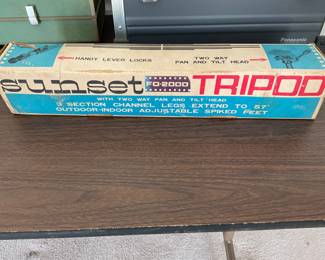 Panasonic
HANDY LEVER LOCKS
TWO WAY
PAN AND TILT HEAD
sunset TRIPOD
WITH TWO WAY PAN AND TILT HEAD
3 SECTION CHANNEL LEGS EXTEND TO 57"
OUTDOOR-INDOOR ADJUSTABLE SPIKED FEET